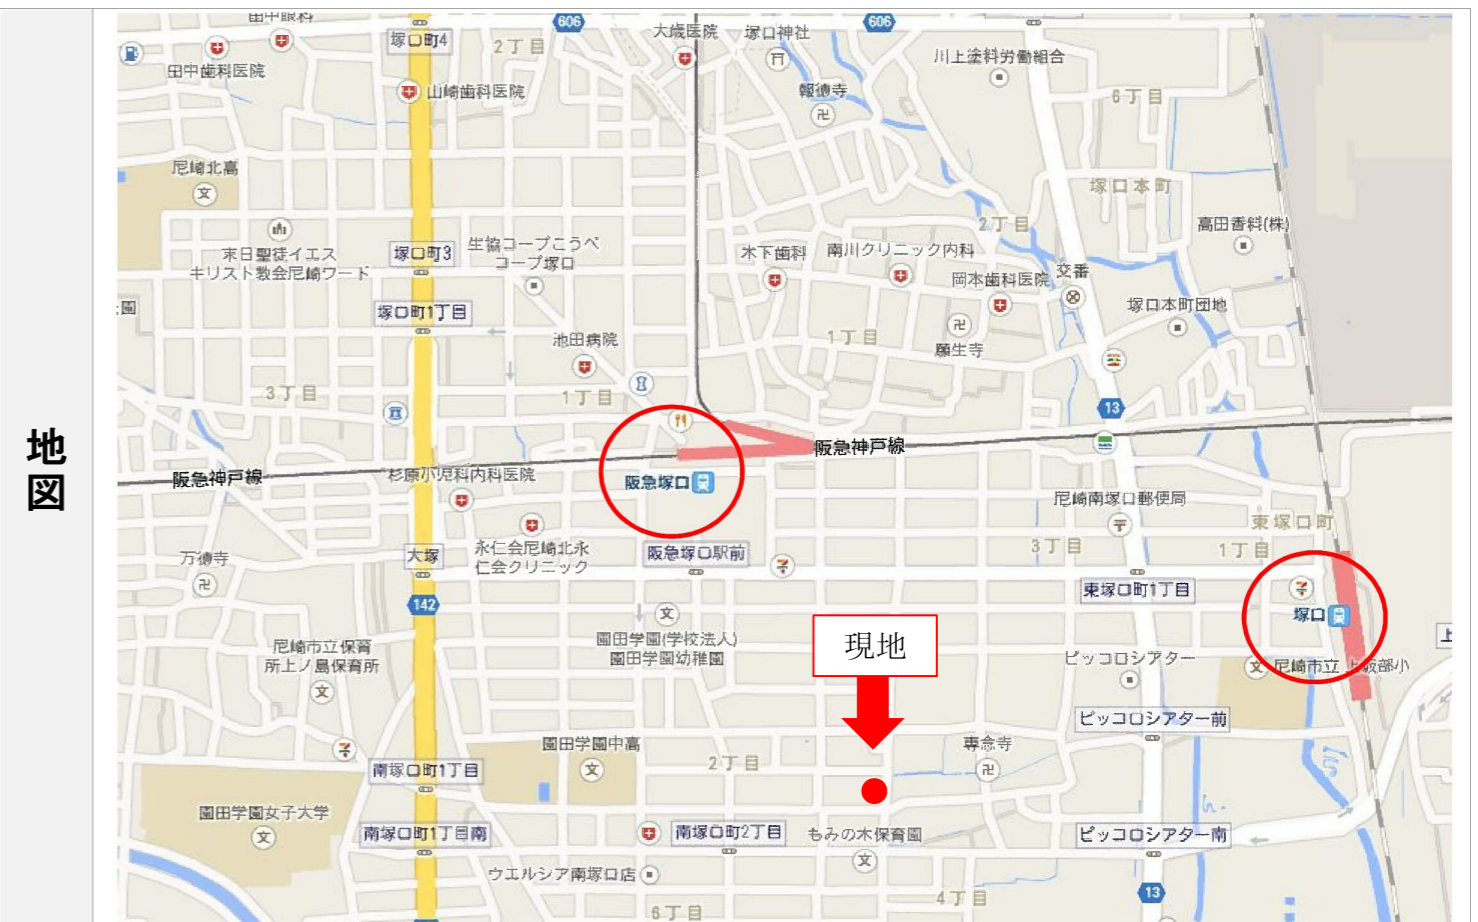 地図
田中眼科
606
606
大歳医院
塚口神社
塚口町4
2丁目
田中歯科医院
川上塗料労働組合
山崎歯科医院
報徳寺
6丁目
尼崎北高
塚口本町
2丁目
高田香料(株)
末日聖徒イエス
キリスト教会尼崎ワード
塚口町3
生協コープこうべ
コープ塚口
木下歯科
南川クリニック内科
岡本歯科医院
交番
塚口本町団地
塚口町1丁目
池田病院
1丁目
願生寺
3丁目
1丁目
13
阪急神戸線
阪急神戸線
杉原小児科内科医院
阪急塚口
尼崎南塚口郵便局
東塚口町
1丁目
3丁目
万徳寺
大塚
永仁会尼崎北永
仁会クリニック
阪急塚口駅前
東塚口町1丁目
142
塚口
園田学園(学校法人)
園田学園幼稚園
現地
尼崎市立保育
所上ノ島保育所
ピッコロシアター
尼崎市立 上坂部小
ピッコロシアター前
園田学園中高
2丁目
専念寺
南塚口町1丁目
園田学園女子大学
南塚口町1丁目南
南塚口町2丁目
もみの木保育園
ピッコロシアター南
ウエルシア南塚口店
4丁目
13
6丁目